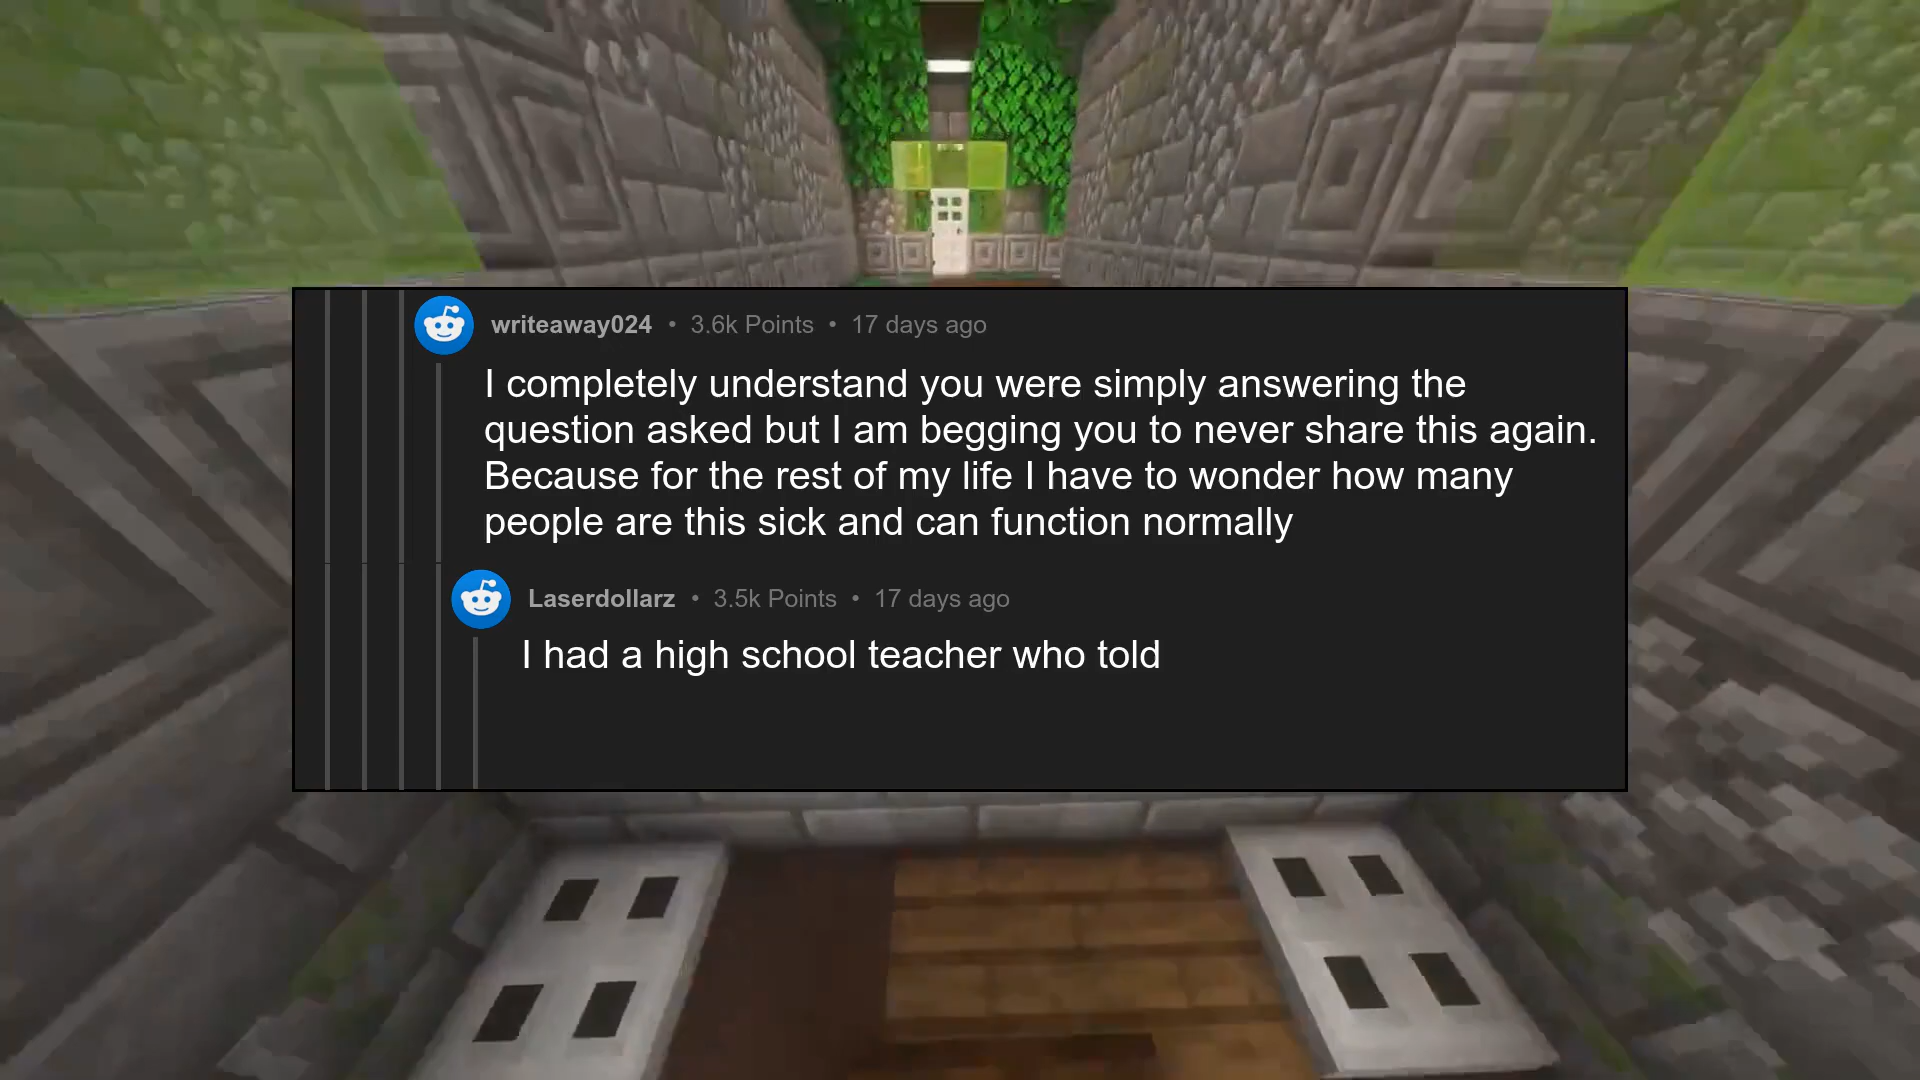 writeaway024 • 3.6k Points • 17 days ago
I completely understand you were simply answering the
question asked but I am begging you to never share this again.
Because for the rest of my life I have to wonder how many
people are this sick and can function normally
Laserdollarz • 3.5k Points • 17 days ago
I had a high school teacher who told